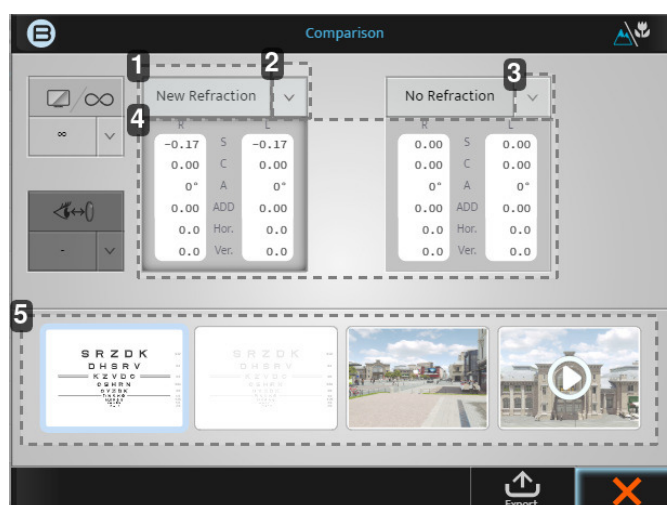 B Comparison
1 2 3
New Refraction No Refraction
∞
∞ 4 R L R L
-0.17 S -0.17 0.00 S 0.00
0.00 C 0.00 0.00 C 0.00
0° A 0° 0° A 0°
0.00 ADD 0.00 0.00 ADD 0.00
- 0.0 Hor. 0.0 0.0 Hor. 0.0
0.0 Ver. 0.0 0.0 Ver. 0.0
5
S R Z D K S R Z D K
D H S R V D H S R V
K Z V D C K Z V D C
Export